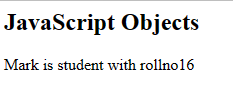 JavaScript Objects
Mark is student with rollno16